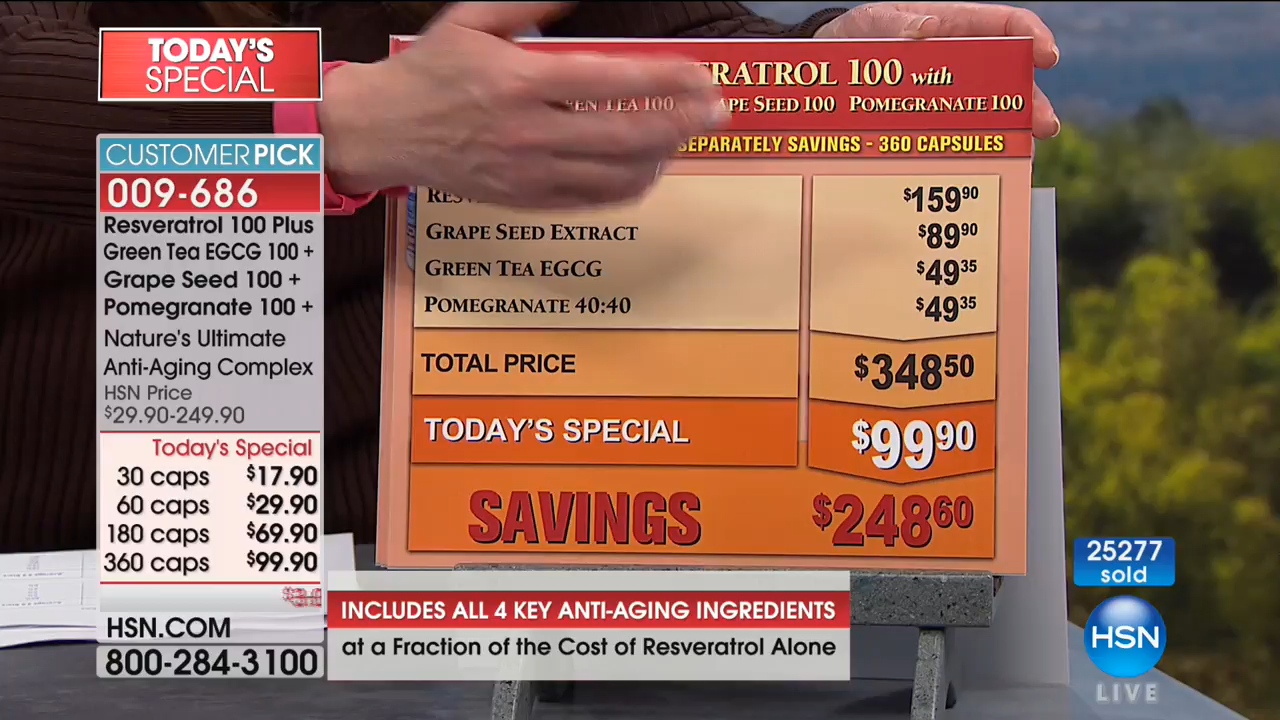 TODAY'S
SPECIAL
CUSTOMER PICK
009-686
Resveratrol 100 Plus
Green Tea EGCG 100 +
Grape Seed 100 +
Pomegranate 100 +
Nature's Ultimate
Anti-Aging Complex
HSN Price
$29.90-249.90
Today's Special
30 caps $17.90
60 caps $29.90
180 caps $69.90
360 caps $99.90
HSN.COM
800-284-3100
100 with
100 SEED 100 POMEGRANATE 100
SEPARATELY SAVINGS - 360 CAPSULES
$159.90
GRAPE SEED EXTRACT $89.90
GREEN TEA EGCG $49.35
POMEGRANATE 40:40 $49.35
TOTAL PRICE $348.50
TODAY'S SPECIAL $99.90
SAVINGS $248.60
INCLUDES ALL 4 KEY ANTI-AGING INGREDIENTS
at a Fraction of the Cost of Resveratrol Alone
25277
sold
HSN
LIVE